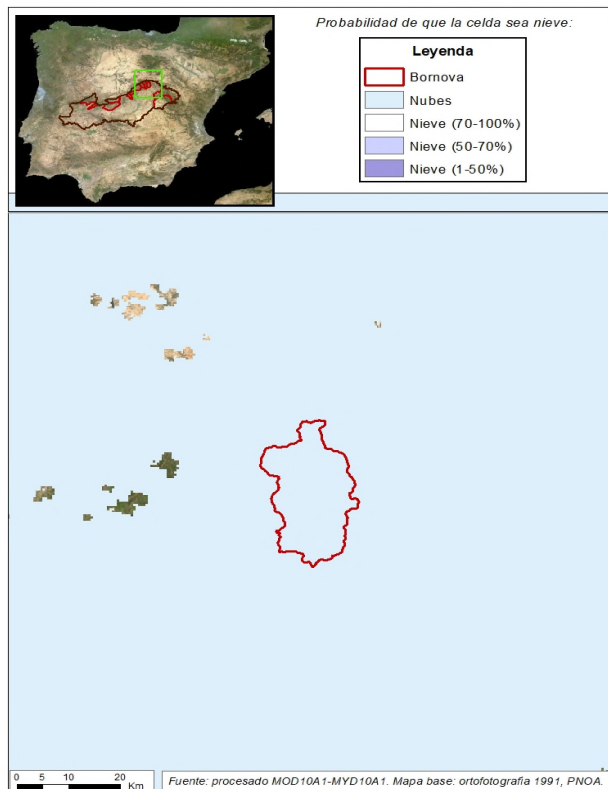 Probabilidad de que la celda sea nieve:
Leyenda
Bornova
Nubes
Nieve (70-100%)
Nieve (50-70%)
Nieve (1-50%)
0 5 10 20
Km
Fuente: procesado MOD10A1-MYD10A1. Mapa base: ortofotografia 1991, PNOA.